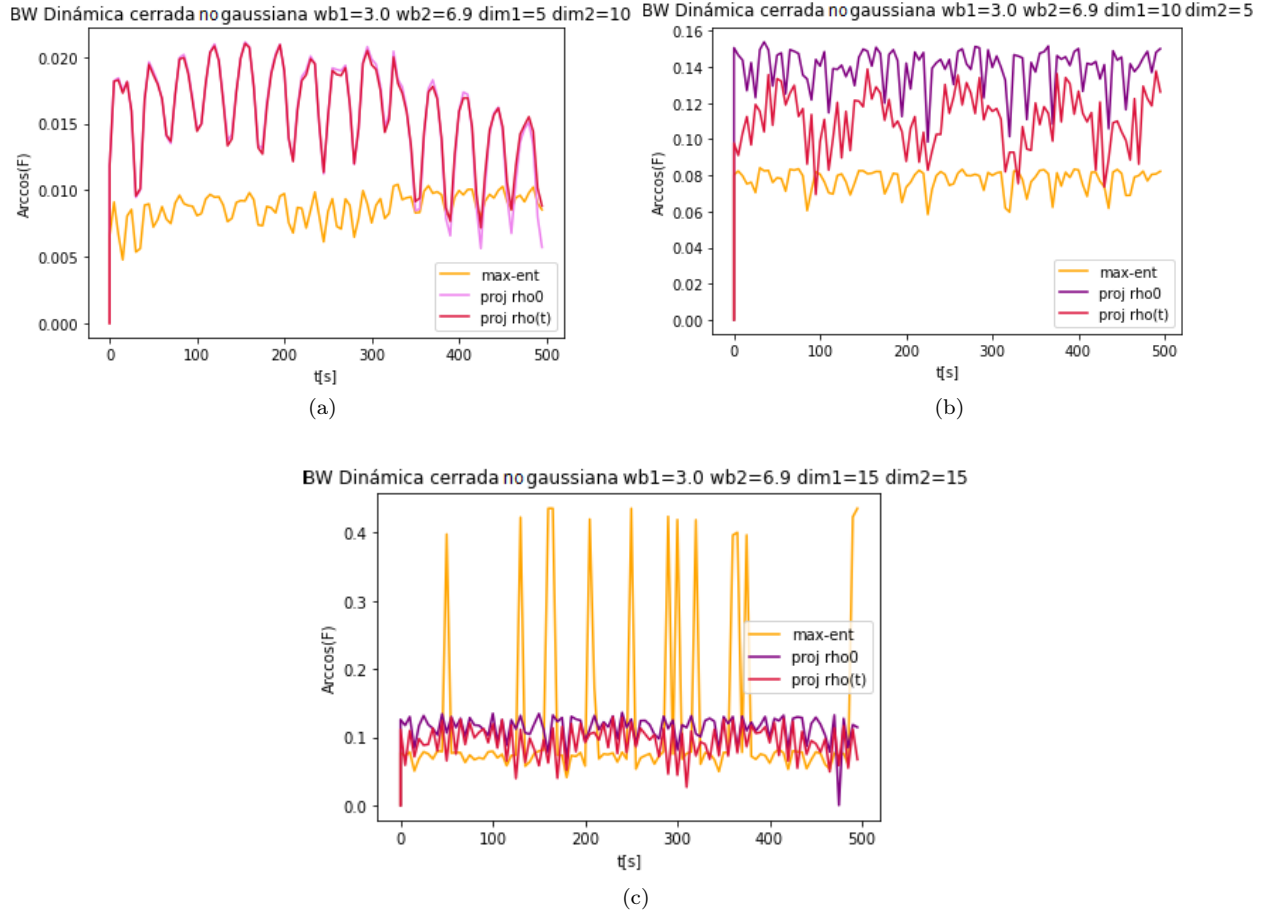 BW Dinámica cerrada no gaussiana wb1=3.0 wb2=6.9 dim1=5 dim2=10
0.020
0.015
0.010
0.005
0.000
Arccos(F)
max-ent
proj rho0
proj rho(t)
0 100 200 300 400 500
t[s]
(a)
BW Dinámica cerrada no gaussiana wb1=3.0 wb2=6.9 dim1=10 dim2=5
0.16
0.14
0.12
0.10
0.08
0.06
0.04
0.02
0.00
Arccos(F)
max-ent
proj rho0
proj rho(t)
0 100 200 300 400 500
t[s]
(b)
BW Dinámica cerrada no gaussiana wb1=3.0 wb2=6.9 dim1=15 dim2=15
0.4
0.3
0.2
0.1
0.0
Arccos(F)
max-ent
proj rho0
proj rho(t)
0 100 200 300 400 500
t[s]
(c)